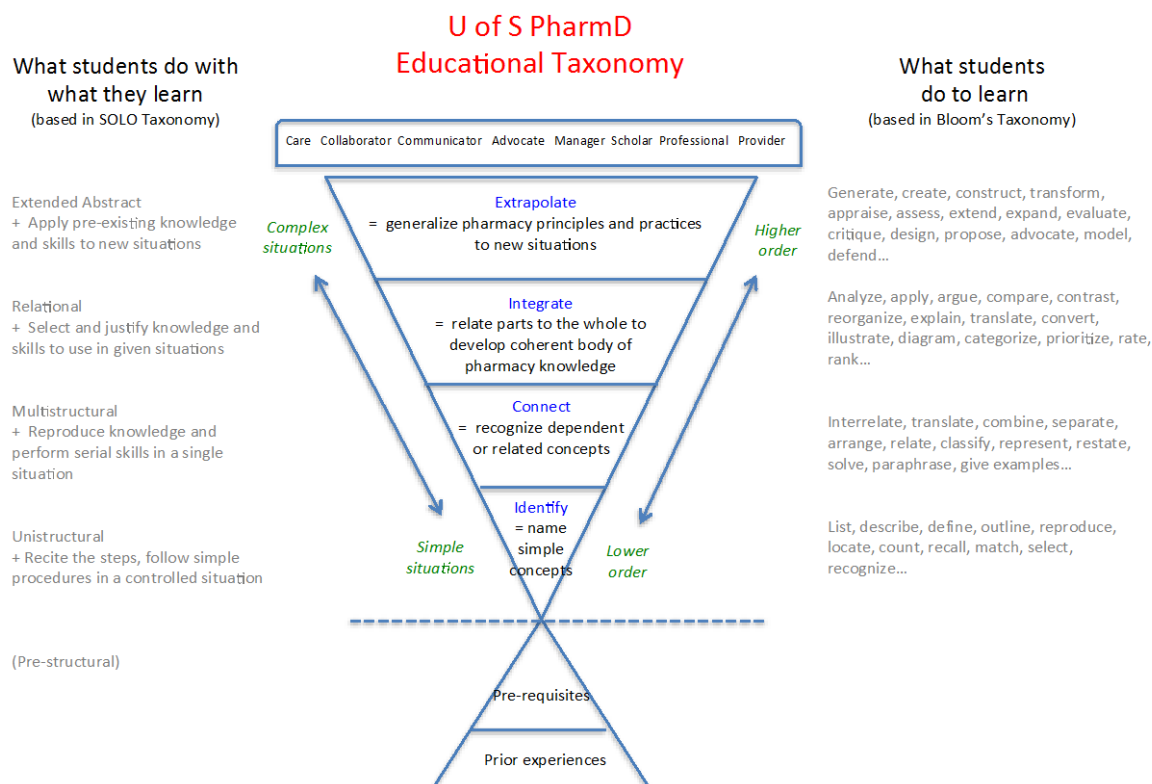 U of S PharmD
Educational Taxonomy
What students do with
what they learn
(based in SOLO Taxonomy)
What students
do to learn
(based in Bloom's Taxonomy)
Care Collaborator Communicator Advocate Manager Scholar Professional Provider
Extended Abstract
+ Apply pre-existing knowledge
and skills to new situations
Complex
situations
Extrapolate
= generalize pharmacy principles and practices
to new situations
Higher
order
Generate, create, construct, transform,
appraise, assess, extend, expand, evaluate,
critique, design, propose, advocate, model,
defend...
Relational
+ Select and justify knowledge and
skills to use in given situations
Integrate
= relate parts to the whole to
develop coherent body of
pharmacy knowledge
Analyze, apply, argue, compare, contrast,
reorganize, explain, translate, convert,
illustrate, diagram, categorize, prioritize, rate,
rank...
Multistructural
+ Reproduce knowledge and
perform serial skills in a single
situation
Connect
= recognize dependent
or related concepts
Interrelate, translate, combine, separate,
arrange, relate, classify, represent, restate,
solve, paraphrase, give examples...
Unistructural
+ Recite the steps, follow simple
procedures in a controlled situation
Simple
situations
Identify
= name
simple
concepts
Lower
order
List, describe, define, outline, reproduce,
locate, count, recall, match, select,
recognize...
(Pre-structural)
Pre-requisites
Prior experiences